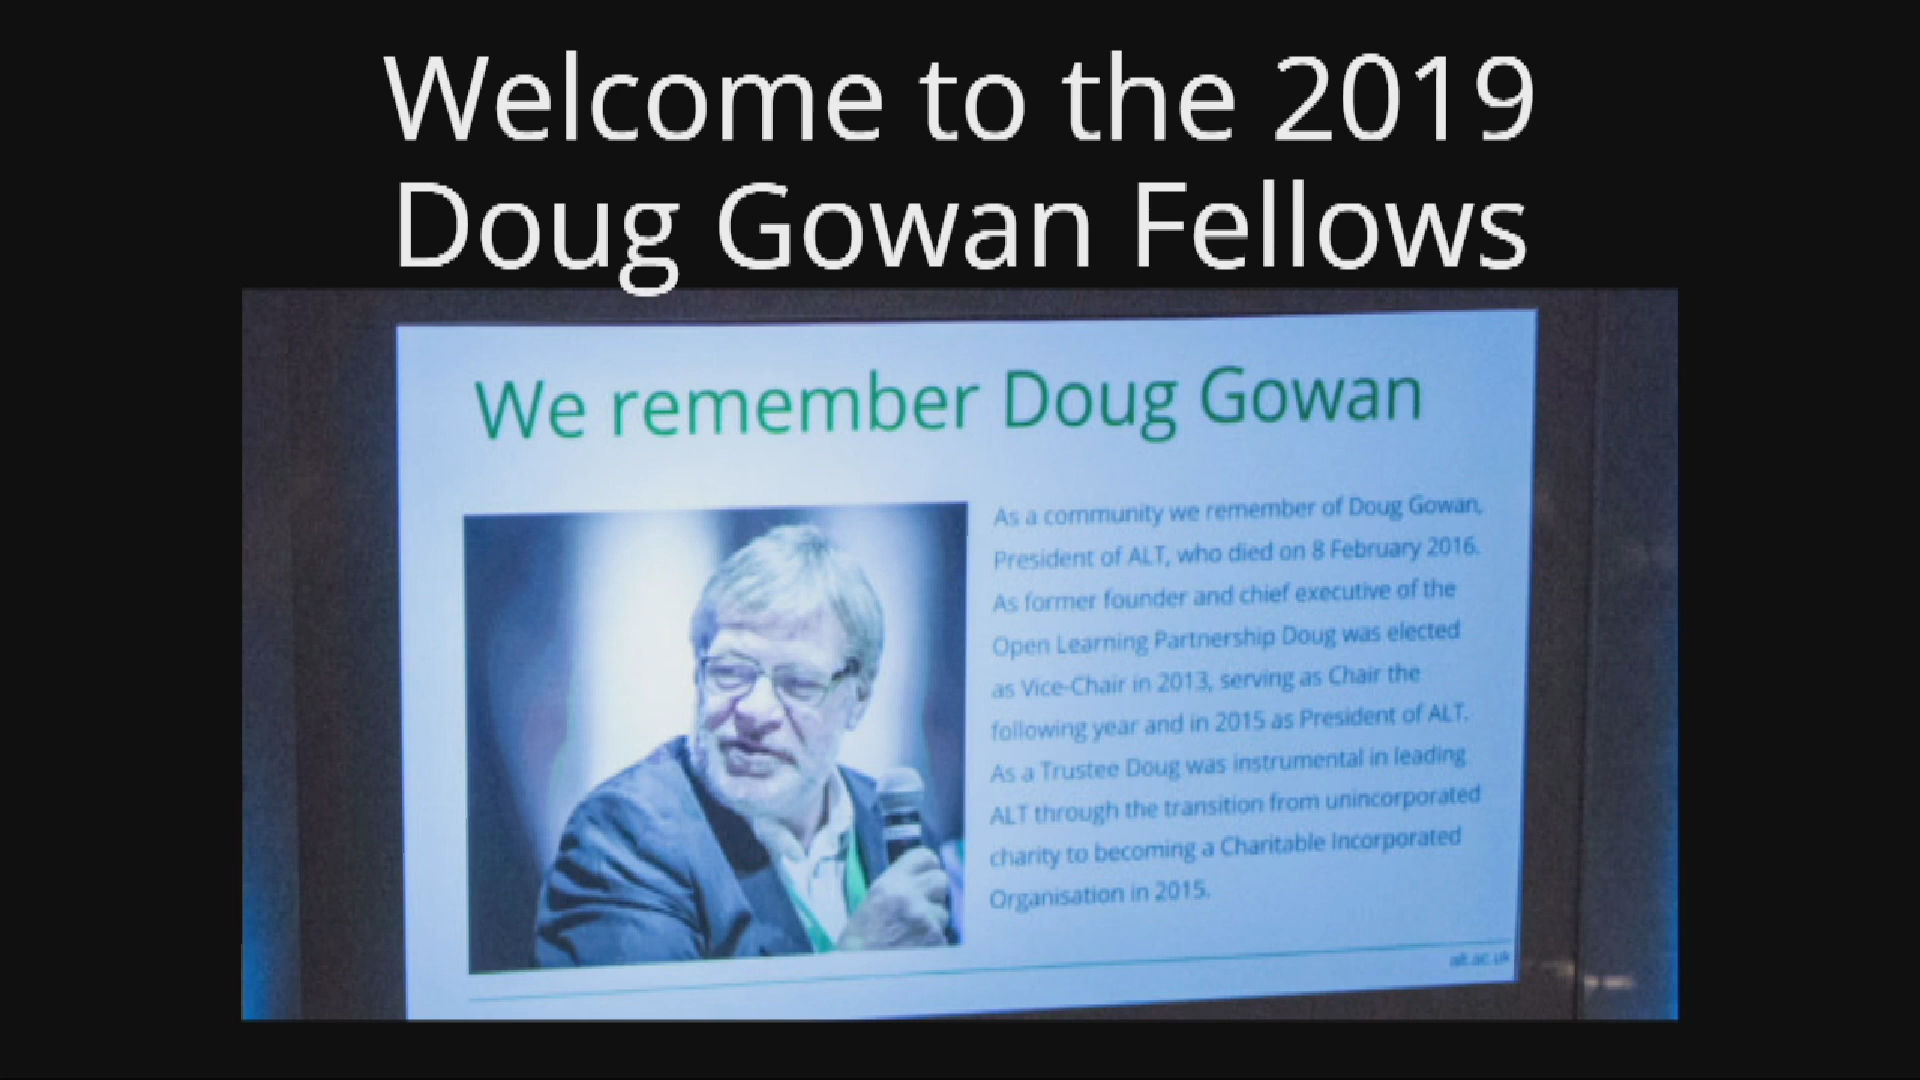 Welcome to the 2019
Doug Gowan Fellows
We remember Doug Gowan
As a community we remember of Doug Gowan,
President of ALT, who died on 8 February 2016.
As former founder and chief executive of the
Open Learning Partnership Doug was elected
as Vice-Chair in 2013, serving as Chair the
following year and in 2015 as President of ALT.
As a Trustee Doug was instrumental in leading
ALT through the transition from unincorporated
charity to becoming a Charitable Incorporated
Organisation in 2015.
alt.ac.uk